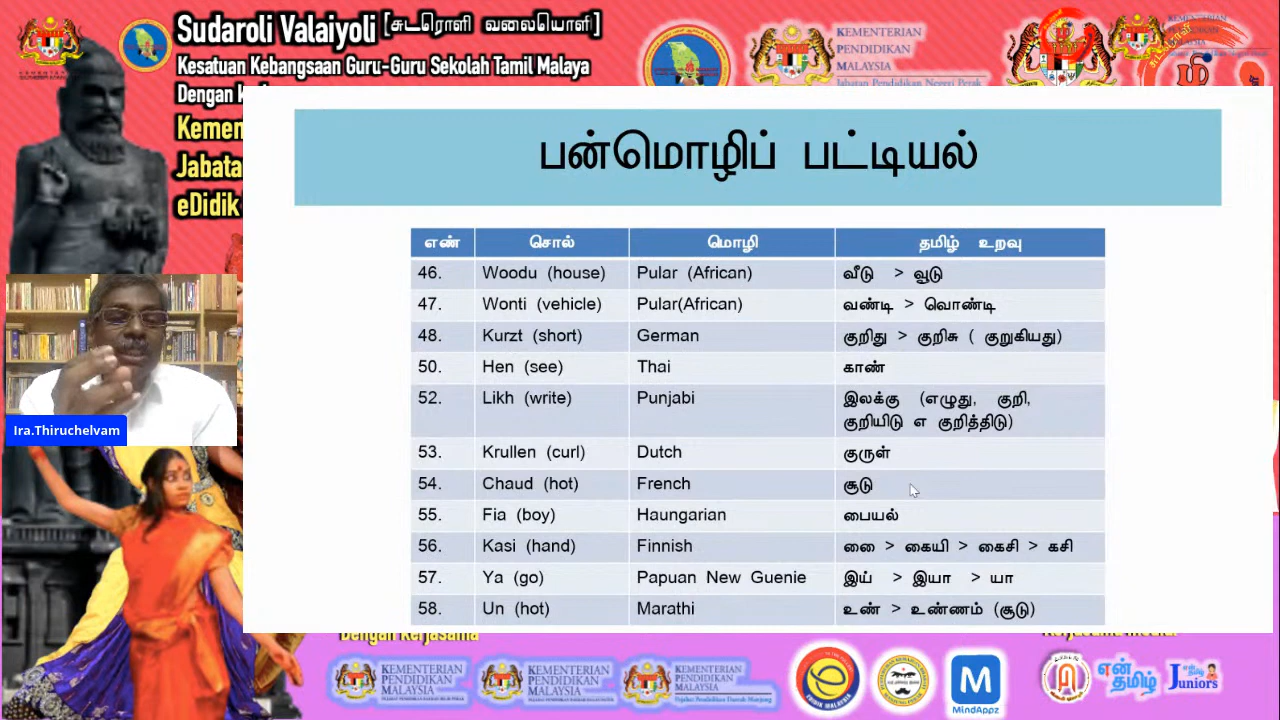 Sudaroli Valaiyoli [சுடரொளி வலையொளி]
Kesatuan Kebangsaan Guru-Guru Sekolah Tamil Malaya
Dengan
Kemen
Jabata
eDidik
KEMENTERIAN
PENDIDIKAN
MALAYSIA
Jabatan Pendidikan Negeri Perak
பன்மொழிப் பட்டியல்
எண் சொல் மொழி தமிழ் உறவு
46. Woodu (house) Pular (African) வீடு > வூடு
47. Wonti (vehicle) Pular(African) வண்டி > வொண்டி
48. Kurzt (short) German குறிது > குறிசு ( குறுகியது)
50. Hen (see) Thai காண்
52. Likh (write) Punjabi இலக்கு (எழுது, குறி,
குறியிடு எ குறித்திடு)
53. Krullen (curl) Dutch குருள்
54. Chaud (hot) French சூடு
55. Fia (boy) Haungarian பையல்
56. Kasi (hand) Finnish கை > கையி > கைசி > கசி
57. Ya (go) Papuan New Guenie இய் > இயா > யா
58. Un (hot) Marathi உண் > உண்ணம் (சூடு)
Ira.Thiruchelvam
Dengan Kerjasama
KEMENTERIAN
PENDIDIKAN
MALAYSIA
KEMENTERIAN
PENDIDIKAN
MALAYSIA
KEMENTERIAN
PENDIDIKAN
MALAYSIA
M
MindAppz
என்
தமிழ்
Juniors